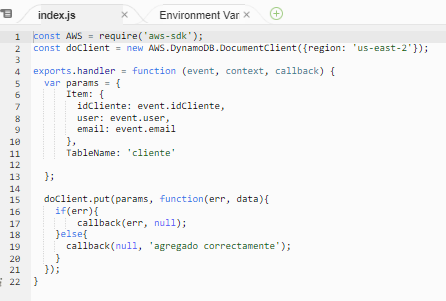 index.js
Environment Var
1 const AWS = require('aws-sdk');
2 const doClient = new AWS.DynamoDB.DocumentClient({region: 'us-east-2'});
3
4 exports.handler = function (event, context, callback) {
5 var params = {
6 Item: {
7 idCliente: event.idCliente,
8 user: event.user,
9 email: event.email
10 },
11 TableName: 'cliente'
12
13 };
14
15 doClient.put(params, function(err, data){
16 if(err){
17 callback(err, null);
18 }else{
19 callback(null, 'agregado correctamente');
20 }
21 });
22 }